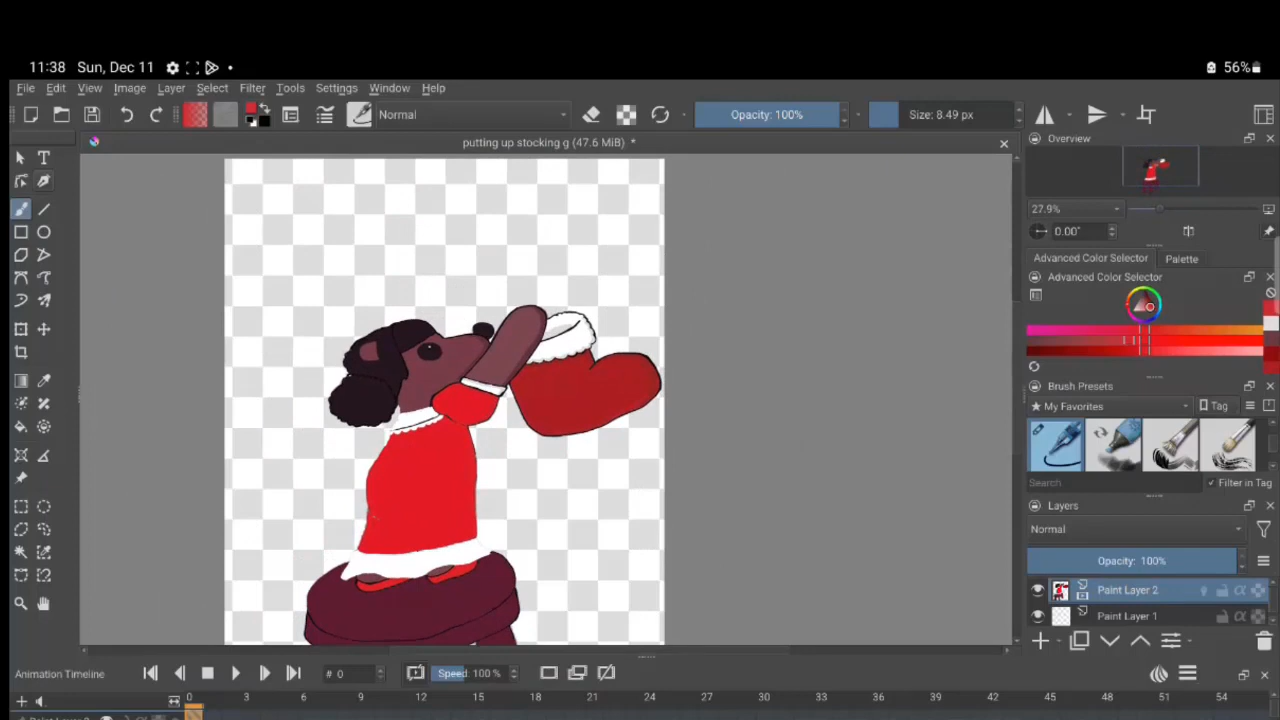 11:38 Sun, Dec 11
56%
File Edit View Image Layer Select Filter Tools Settings Window Help
Normal
Opacity: 100%
Size: 8.49 px
putting up stocking g (47.6 MiB) *
Overview
27.9%
0.00°
Advanced Color Selector Palette
Advanced Color Selector
Brush Presets
★ My Favorites
Tag
Search
Filter in Tag
Layers
Normal
Opacity: 100%
Paint Layer 2
Paint Layer 1
Animation Timeline
# 0
Speed: 100 %
0 3 6 9 12 15 18 21 24 27 30 33 36 39 42 45 48 51 54
Paint Layer 2